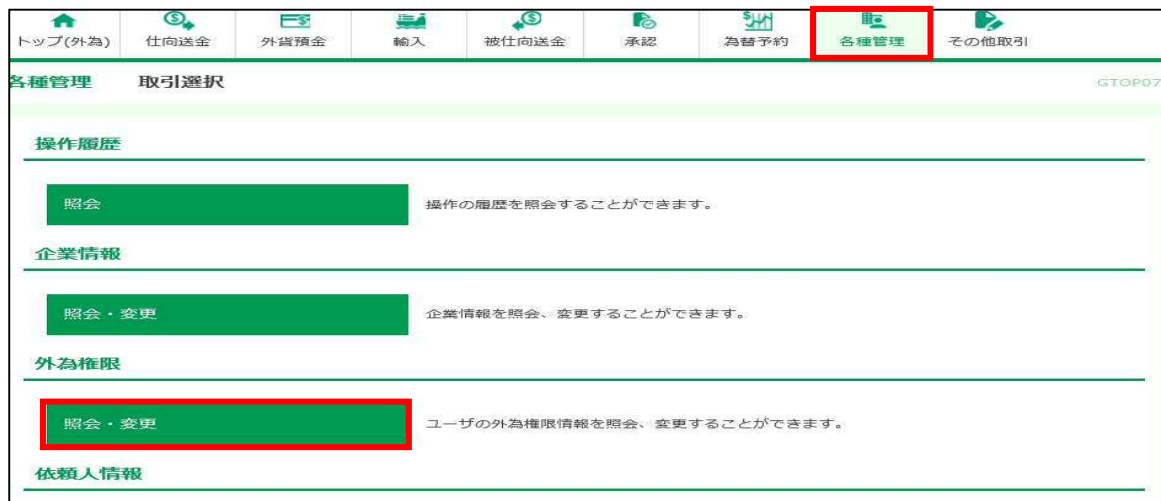 トップ(外為) 仕向送金 外貨預金 輸入 被仕向送金 承認 為替予約 各種管理 その他取引
各種管理 取引選択 GTOP07
操作履歴
照会 操作の履歴を照会することができます。
企業情報
照会・変更 企業情報を照会、変更することができます。
外為権限
照会・変更 ユーザの外為権限情報を照会、変更することができます。
依頼人情報